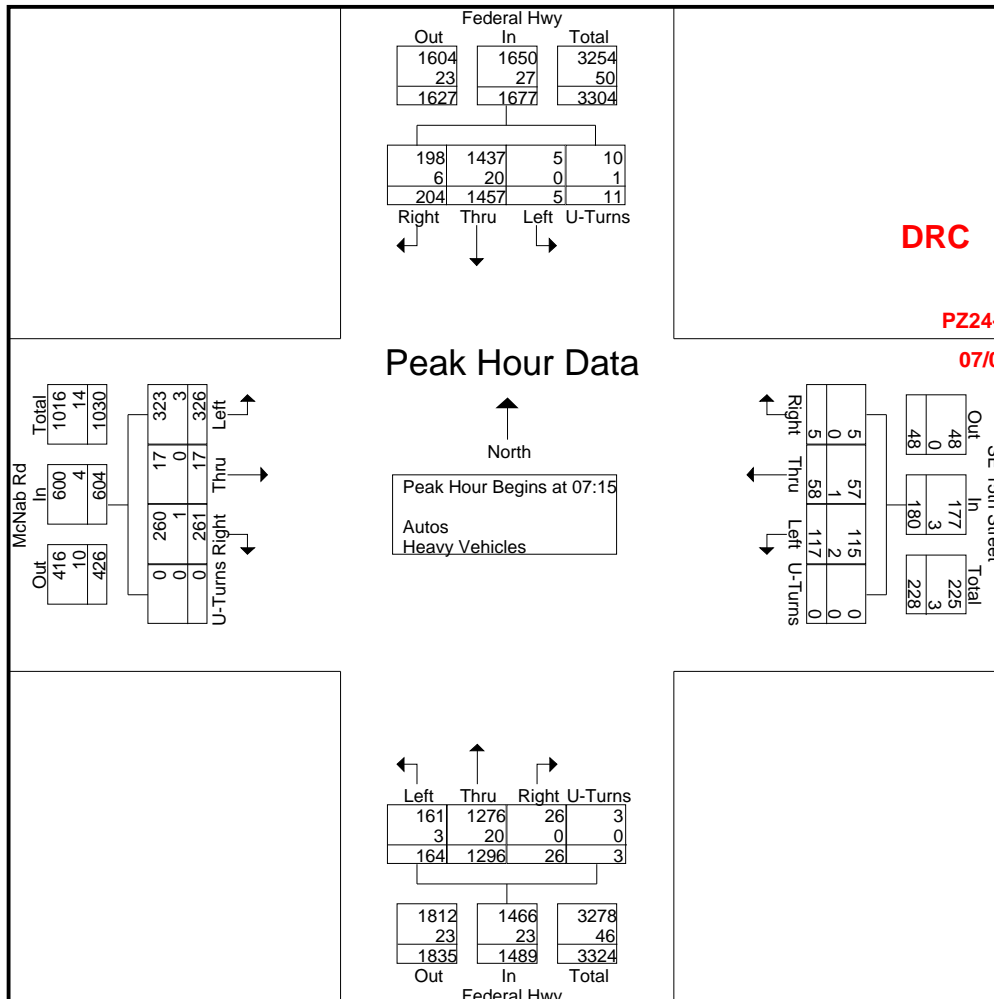 Federal Hwy
Out In Total
1604 1650 3254
23 27 50
1627 1677 3304
198 1437 5 10
6 20 0 1
204 1457 5 11
Right Thru Left U-Turns
DRC
PZ24-
07/0
Peak Hour Data
North
Peak Hour Begins at 07:15
Autos
Heavy Vehicles
McNab Rd
Out In Total
416 600 1016
10 4 14
426 604 1030
U-Turns Right Thru Left
0 260 17 323
0 1 0 3
0 261 17 326
Out In Total
48 177 225
0 3 3
48 180 228
Right Thru Left U-Turns
5 57 115 0
0 1 2 0
5 58 117 0
Left Thru Right U-Turns
161 1276 26 3
3 20 0 0
164 1296 26 3
1812 1466 3278
23 23 46
1835 1489 3324
Out In Total
Federal Hwy